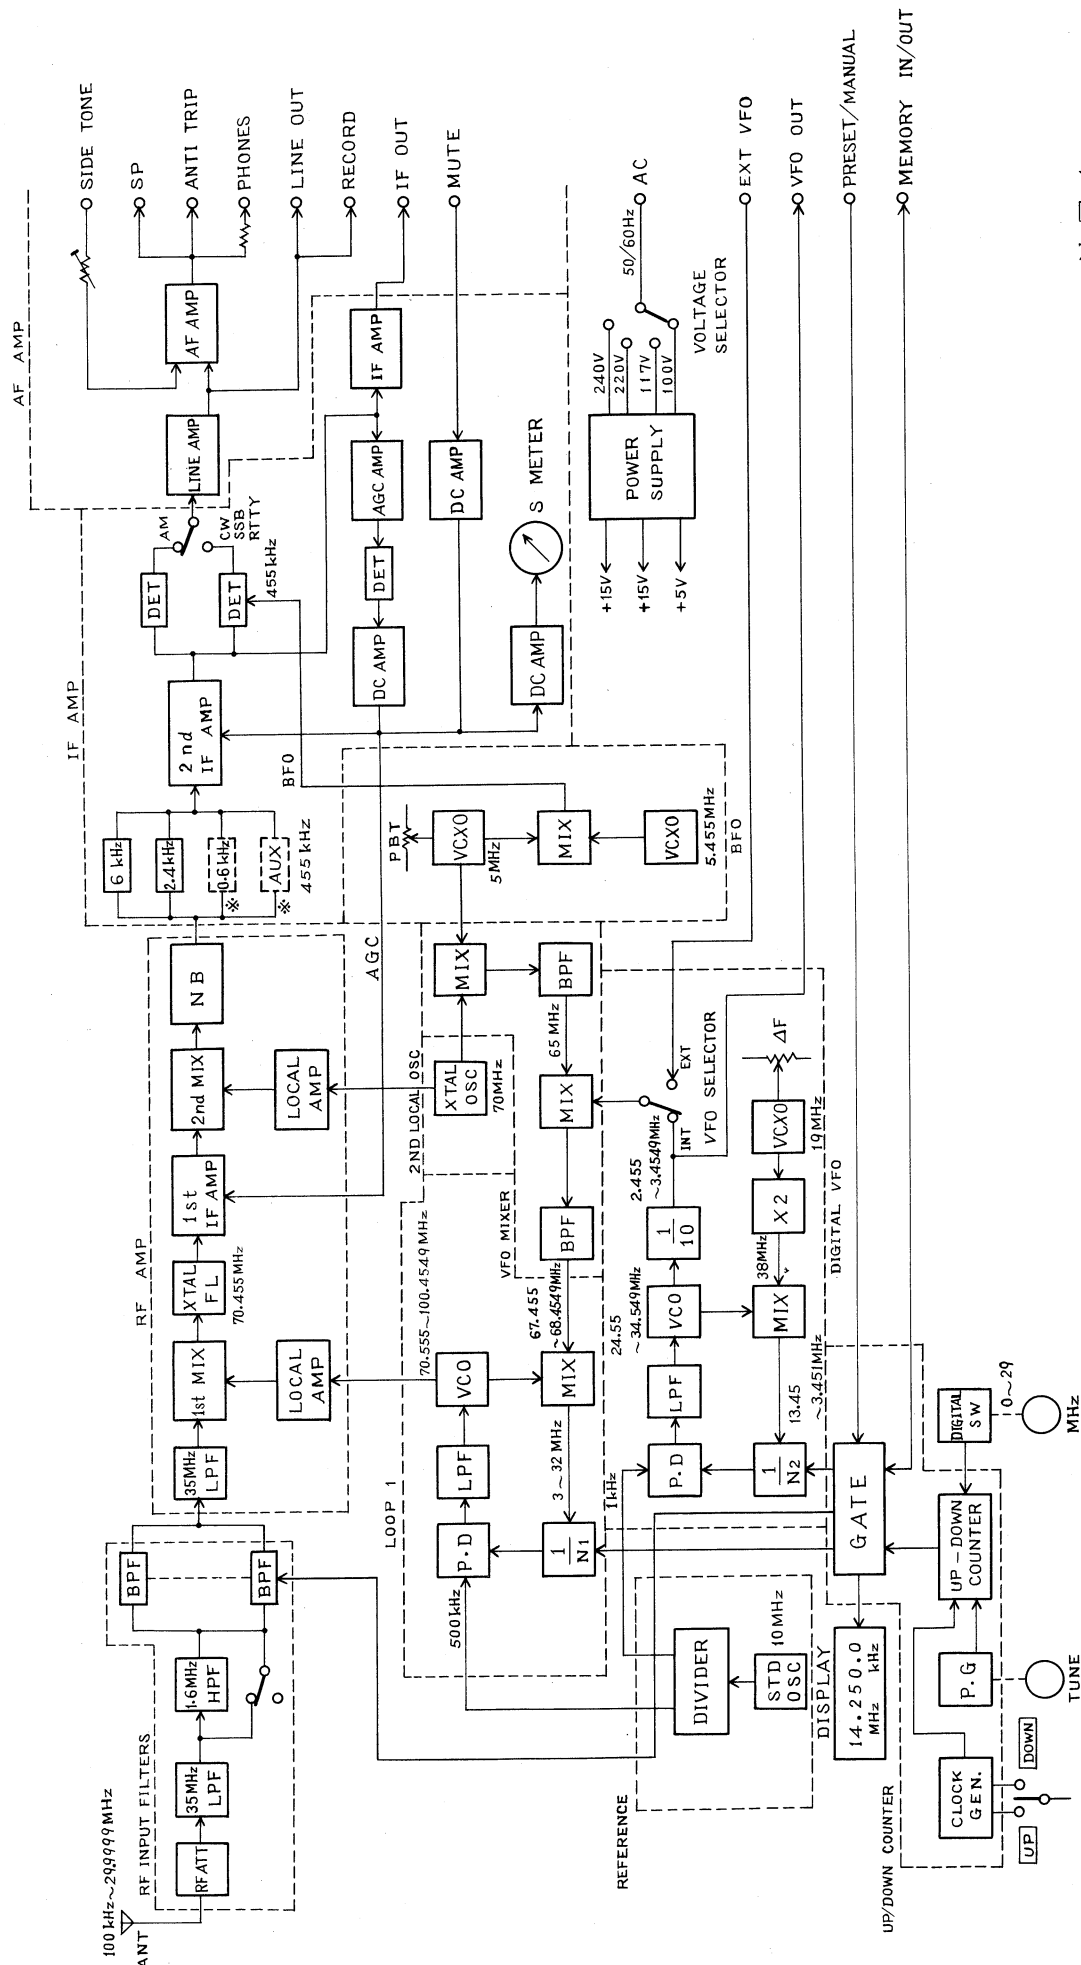 100kHz~29.9999MHz
ANT
RF INPUT FILTERS
RF ATT
35MHz
LPF
1.6MHz
HPF
BPF
BPF
RF AMP
35MHz
LPF
1st MIX
XTAL
FL
70.455MHz
1st
IF AMP
2nd MIX
NB
LOCAL
AMP
LOCAL
AMP
AGC
IF AMP
6 kHz
2.4kHz
0.6kHz
※
AUX
※
455 kHz
2nd
IF AMP
DET
DET
455kHz
AM
CW
SSB
RTTY
BFO
DC AMP
DET
AGC AMP
IF AMP
DC AMP
DC AMP
S METER
AF AMP
LINE AMP
AF AMP
SIDE TONE
SP
ANTI TRIP
PHONES
LINE OUT
RECORD
IF OUT
MUTE
AC
50/60Hz
240V
220V
117V
100V
VOLTAGE
SELECTOR
POWER
SUPPLY
+15V
+15V
+5V
EXT VFO
VFO OUT
PRESET/MANUAL
MEMORY IN/OUT
PBT
VCXO
5MHz
MIX
VCXO
5.455MHz
BFO
2ND LOCAL OSC
XTAL
OSC
70MHz
MIX
BPF
65MHz
MIX
BPF
VFO MIXER
67.455
~68.4549MHz
LOOP 1
70.555~100.4549MHz
VCO
LPF
P.D
500kHz
MIX
3~32MHz
1
N1
1kHz
VFO SELECTOR
EXT
INT
2.455
~3.4549MHz
1
10
24.55
~34.549MHz
VCO
LPF
P.D
1
N2
13.45
~3.451MHz
MIX
38MHz
X2
VCXO
19MHz
ΔF
DIGITAL VFO
REFERENCE
DIVIDER
STD
OSC
10MHz
DISPLAY
14.250.0
MHz kHz
GATE
DIGITAL
SW
0~29
MHz
UP-DOWN
COUNTER
P.G
TUNE
CLOCK
GEN.
UP
DOWN
UP/DOWN COUNTER